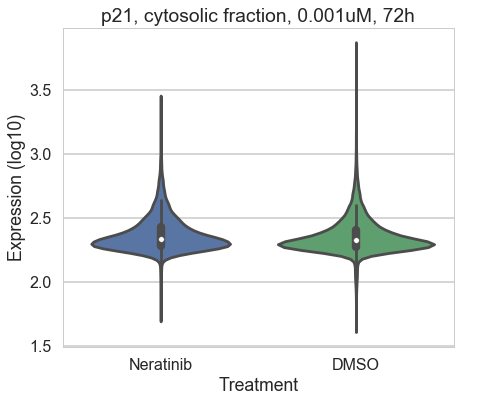 p21, cytosolic fraction, 0.001uM, 72h
Expression (log10)
3.5
3.0
2.5
2.0
1.5
Neratinib DMSO
Treatment